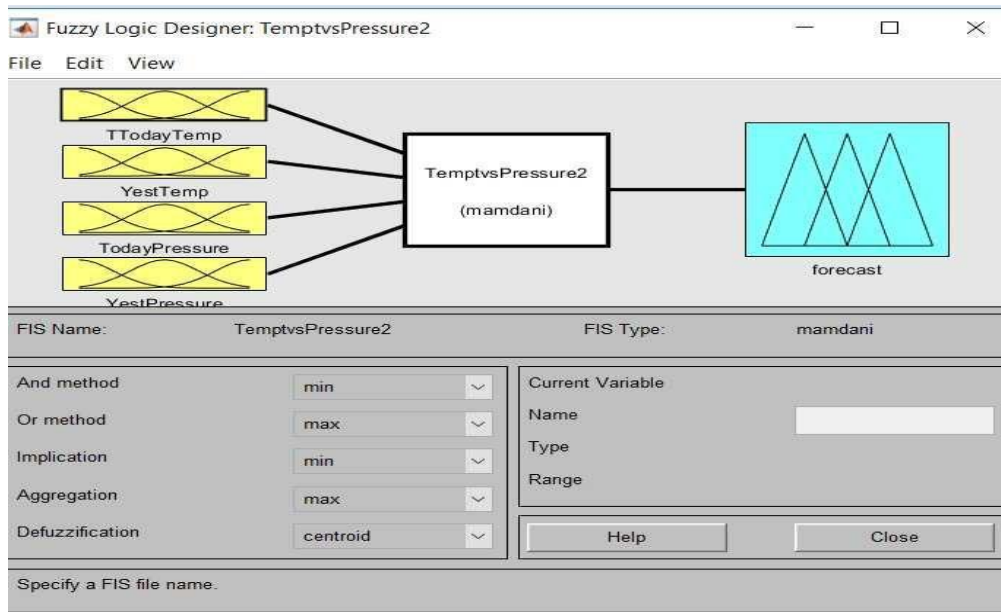 Fuzzy Logic Designer: TemptvsPressure2
File Edit View
TTodayTemp
YestTemp
TodayPressure
YestPressure
TemptvsPressure2
(mamdani)
forecast
FIS Name: TemptvsPressure2 FIS Type: mamdani
And method min
Or method max
Implication min
Aggregation max
Defuzzification centroid
Current Variable
Name
Type
Range
Help Close
Specify a FIS file name.